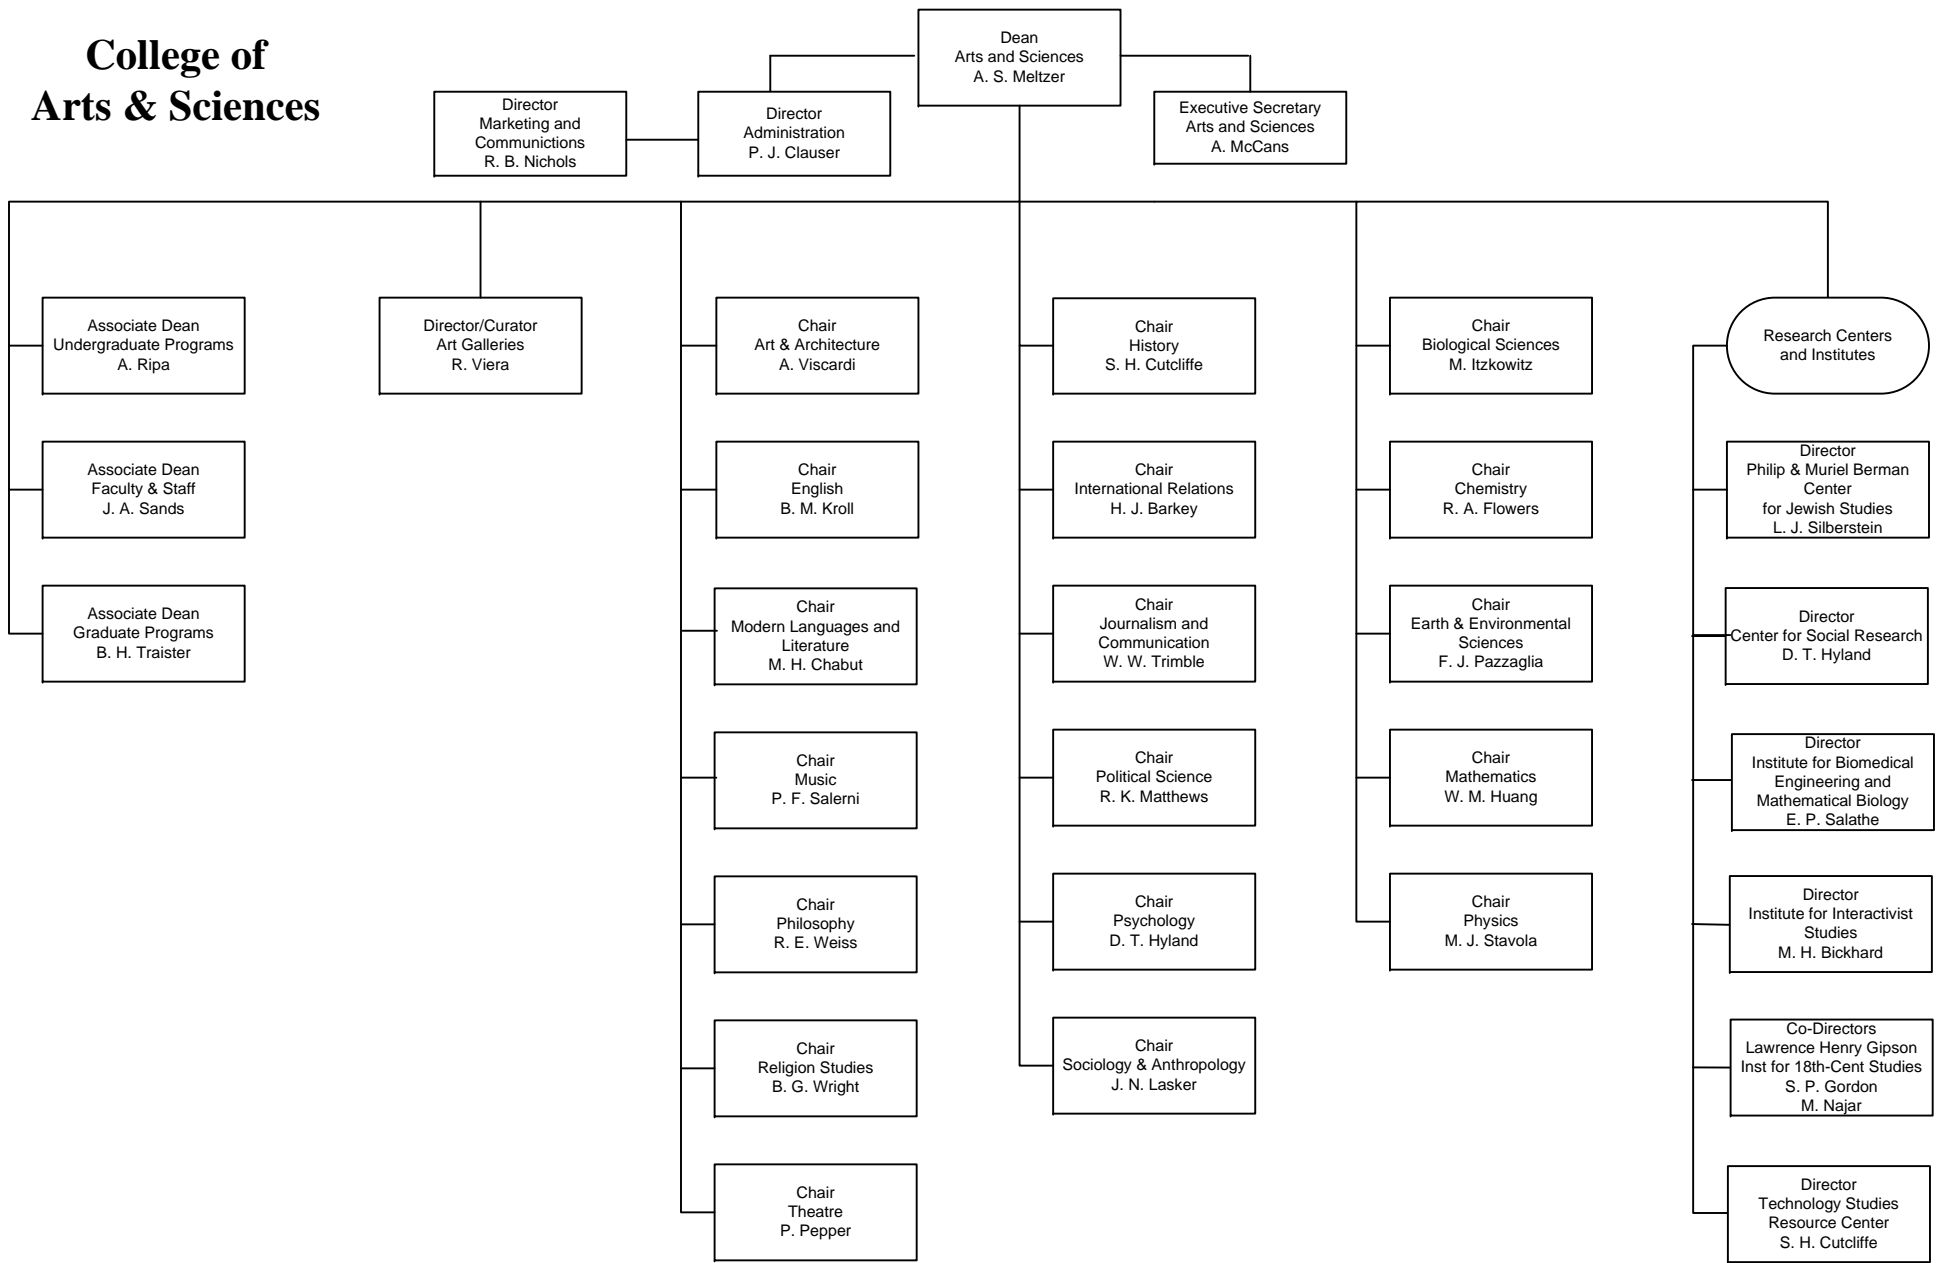 College of
Arts & Sciences
Dean
Arts and Sciences
A. S. Meltzer
Director
Marketing and
Communictions
R. B. Nichols
Director
Administration
P. J. Clauser
Executive Secretary
Arts and Sciences
A. McCans
Associate Dean
Undergraduate Programs
A. Ripa
Associate Dean
Faculty & Staff
J. A. Sands
Associate Dean
Graduate Programs
B. H. Traister
Director/Curator
Art Galleries
R. Viera
Chair
Art & Architecture
A. Viscardi
Chair
English
B. M. Kroll
Chair
Modern Languages and
Literature
M. H. Chabut
Chair
Music
P. F. Salerni
Chair
Philosophy
R. E. Weiss
Chair
Religion Studies
B. G. Wright
Chair
Theatre
P. Pepper
Chair
History
S. H. Cutcliffe
Chair
International Relations
H. J. Barkey
Chair
Journalism and
Communication
W. W. Trimble
Chair
Political Science
R. K. Matthews
Chair
Psychology
D. T. Hyland
Chair
Sociology & Anthropology
J. N. Lasker
Chair
Biological Sciences
M. Itzkowitz
Chair
Chemistry
R. A. Flowers
Chair
Earth & Environmental
Sciences
F. J. Pazzaglia
Chair
Mathematics
W. M. Huang
Chair
Physics
M. J. Stavola
Research Centers
and Institutes
Director
Philip & Muriel Berman
Center
for Jewish Studies
L. J. Silberstein
Director
Center for Social Research
D. T. Hyland
Director
Institute for Biomedical
Engineering and
Mathematical Biology
E. P. Salathe
Director
Institute for Interactivist
Studies
M. H. Bickhard
Co-Directors
Lawrence Henry Gipson
Inst for 18th-Cent Studies
S. P. Gordon
M. Najar
Director
Technology Studies
Resource Center
S. H. Cutcliffe